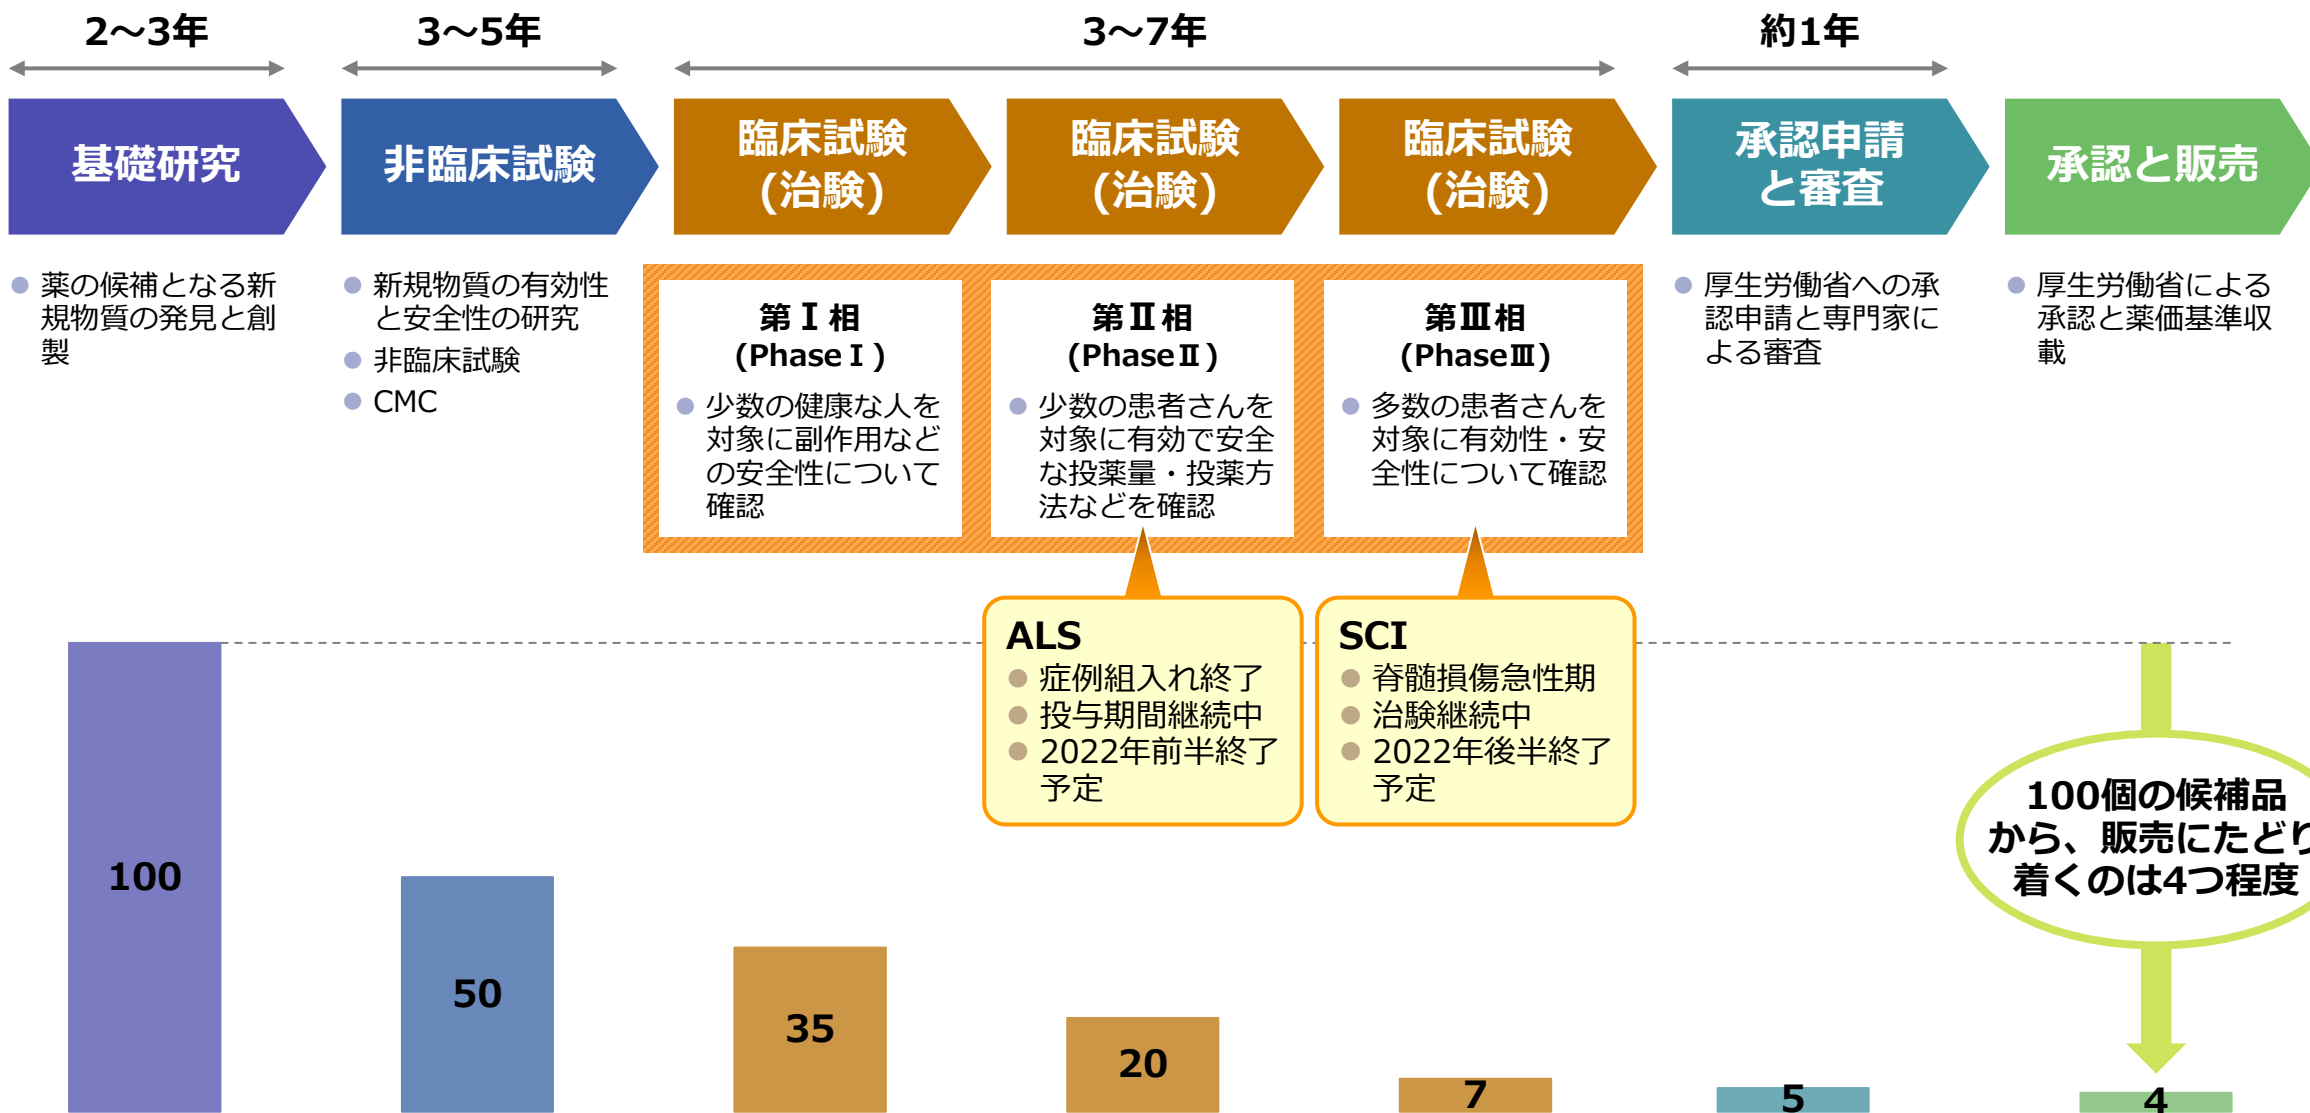 2～3年
3～5年
3～7年
約1年
基礎研究
非臨床試験
臨床試験
(治験)
臨床試験
(治験)
臨床試験
(治験)
承認申請
と審査
承認と販売
● 薬の候補となる新
規物質の発見と創
製
● 新規物質の有効性
と安全性の研究
● 非臨床試験
● CMC
第Ⅰ相
(PhaseⅠ)
● 少数の健康な人を
対象に副作用など
の安全性について
確認
第Ⅱ相
(PhaseⅡ)
● 少数の患者さんを
対象に有効で安全
な投薬量・投薬方
法などを確認
第Ⅲ相
(PhaseⅢ)
● 多数の患者さんを
対象に有効性・安
全性について確認
● 厚生労働省への承
認申請と専門家に
よる審査
● 厚生労働省による
承認と薬価基準収
載
ALS
● 症例組入れ終了
● 投与期間継続中
● 2022年前半終了
予定
SCI
● 脊髄損傷急性期
● 治験継続中
● 2022年後半終了
予定
100個の候補品
から、販売にたどり
着くのは4つ程度
100
50
35
20
7
5
4